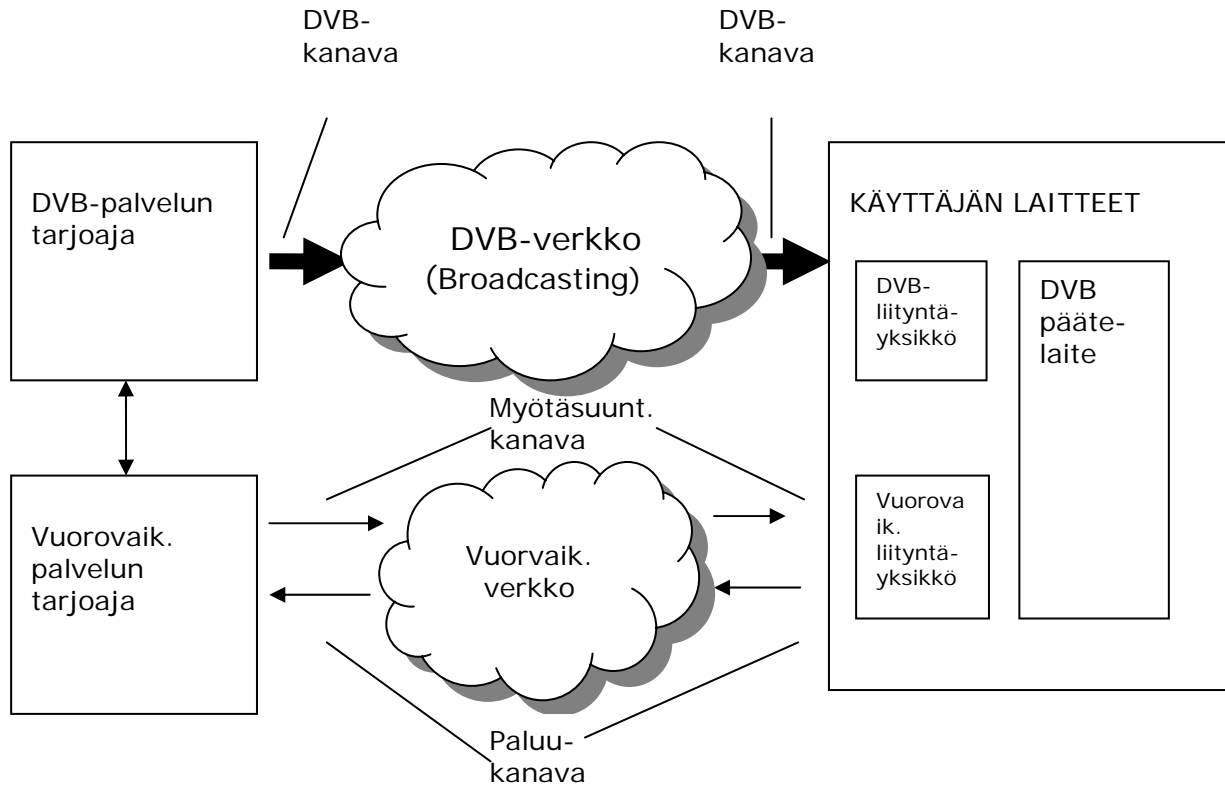 DVB-
kanava
DVB-
kanava
DVB-palvelun
tarjoaja
DVB-verkko
(Broadcasting)
KÄYTTÄJÄN LAITTEET
DVB-
liityntä-
yksikkö
DVB
pääte-
laite
Myötäsuunt.
kanava
Vuorovaik.
palvelun
tarjoaja
Vuorvaik.
verkko
Vuorova
ik.
liityntä-
yksikkö
Paluu-
kanava